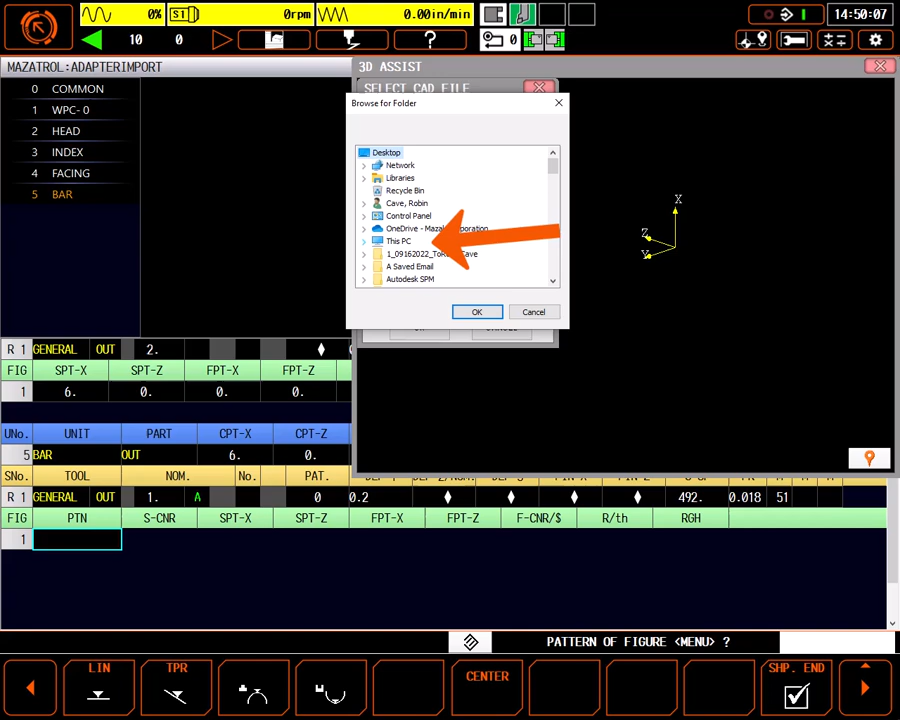 0%
S1
0rpm
0.00in/min
14:50:07
10
0
?
0
MAZATROL:ADAPTERIMPORT
3D ASSIST
0 COMMON
1 WPC- 0
2 HEAD
3 INDEX
4 FACING
5 BAR
SELECT CAD FILE
Browse for Folder
Desktop
Network
Libraries
Recycle Bin
Cave, Robin
Control Panel
OneDrive -
This PC
A Saved Email
Autodesk SPM
OK Cancel
X
Z
Y
R 1 GENERAL OUT 2.
FIG SPT-X SPT-Z FPT-X FPT-Z
1 6. 0. 0. 0.
UNo. UNIT PART CPT-X CPT-Z
5 BAR OUT 6. 0.
SNo. TOOL NOM. No. PAT.
R 1 GENERAL OUT 1. A 0 0.2 492. 0.018 51
FIG PTN S-CNR SPT-X SPT-Z FPT-X FPT-Z F-CNR/$ R/th RGH
1
PATTERN OF FIGURE <MENU> ?
LIN TPR CENTER SHP. END